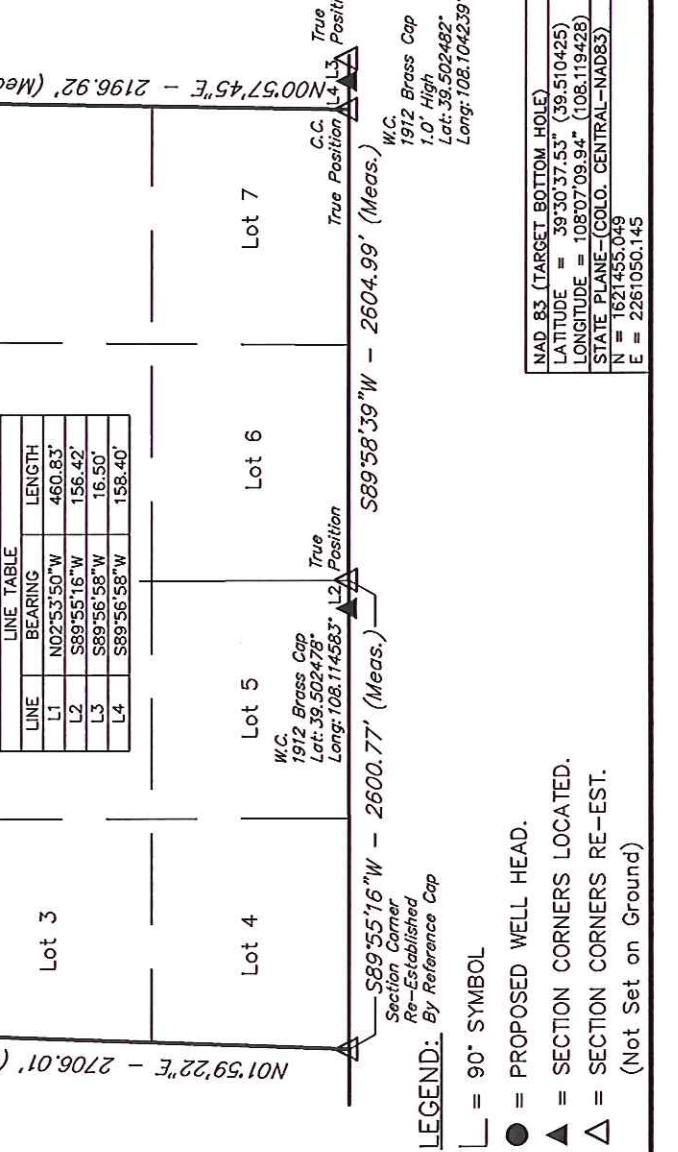 LINE TABLE
LINE BEARING LENGTH
L1 N02°53'50"W 460.83'
L2 S89°55'16"W 156.42'
L3 S89°56'58"W 16.50'
L4 S89°56'58"W 158.40'
Lot 3
Lot 4
Lot 5
Lot 6
Lot 7
N01°59'22"E - 2706.01' (
N00°57'45"E - 2196.92'
W.C.
1912 Brass Cap
Lat: 39.502478°
Long: 108.114583°
L2
True
Position
C.C.
True Position
L4
L3
True
W.C.
1912 Brass Cap
1.0' High
Lat: 39.502482°
Long: 108.104239°
S89°55'16"W - 2600.77' (Meas.)
S89°58'39"W - 2604.99' (Meas.)
Section Corner
Re-Established
By Reference Cap
LEGEND:
= 90° SYMBOL
= PROPOSED WELL HEAD.
= SECTION CORNERS LOCATED.
= SECTION CORNERS RE-EST.
(Not Set on Ground)
NAD 83 (TARGET BOTTOM HOLE)
LATITUDE = 39°30'37.53" (39.510425)
LONGITUDE = 108°07'09.94" (108.119428)
STATE PLANE-(COLO. CENTRAL-NAD83)
N = 1621455.049
E = 2261050.145